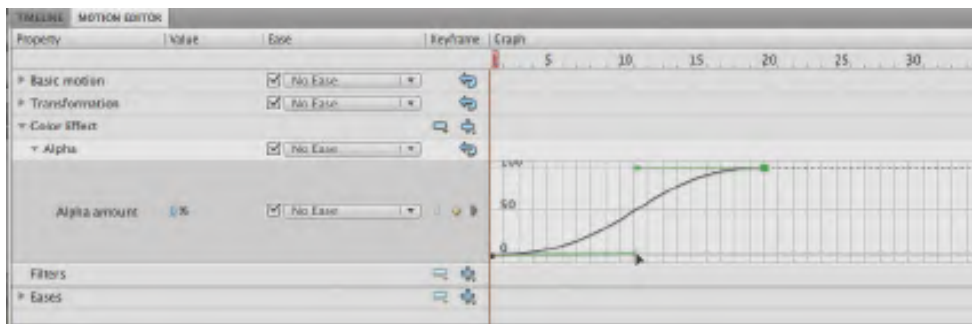 TIMELINE MOTION EDITOR
Property Value Ease Keyframe Graph
5 10 15 20 25 30
Basic motion No Ease
Transformation No Ease
Color Effect
Alpha No Ease
100
Alpha amount % No Ease 50
0
Filters
Eases